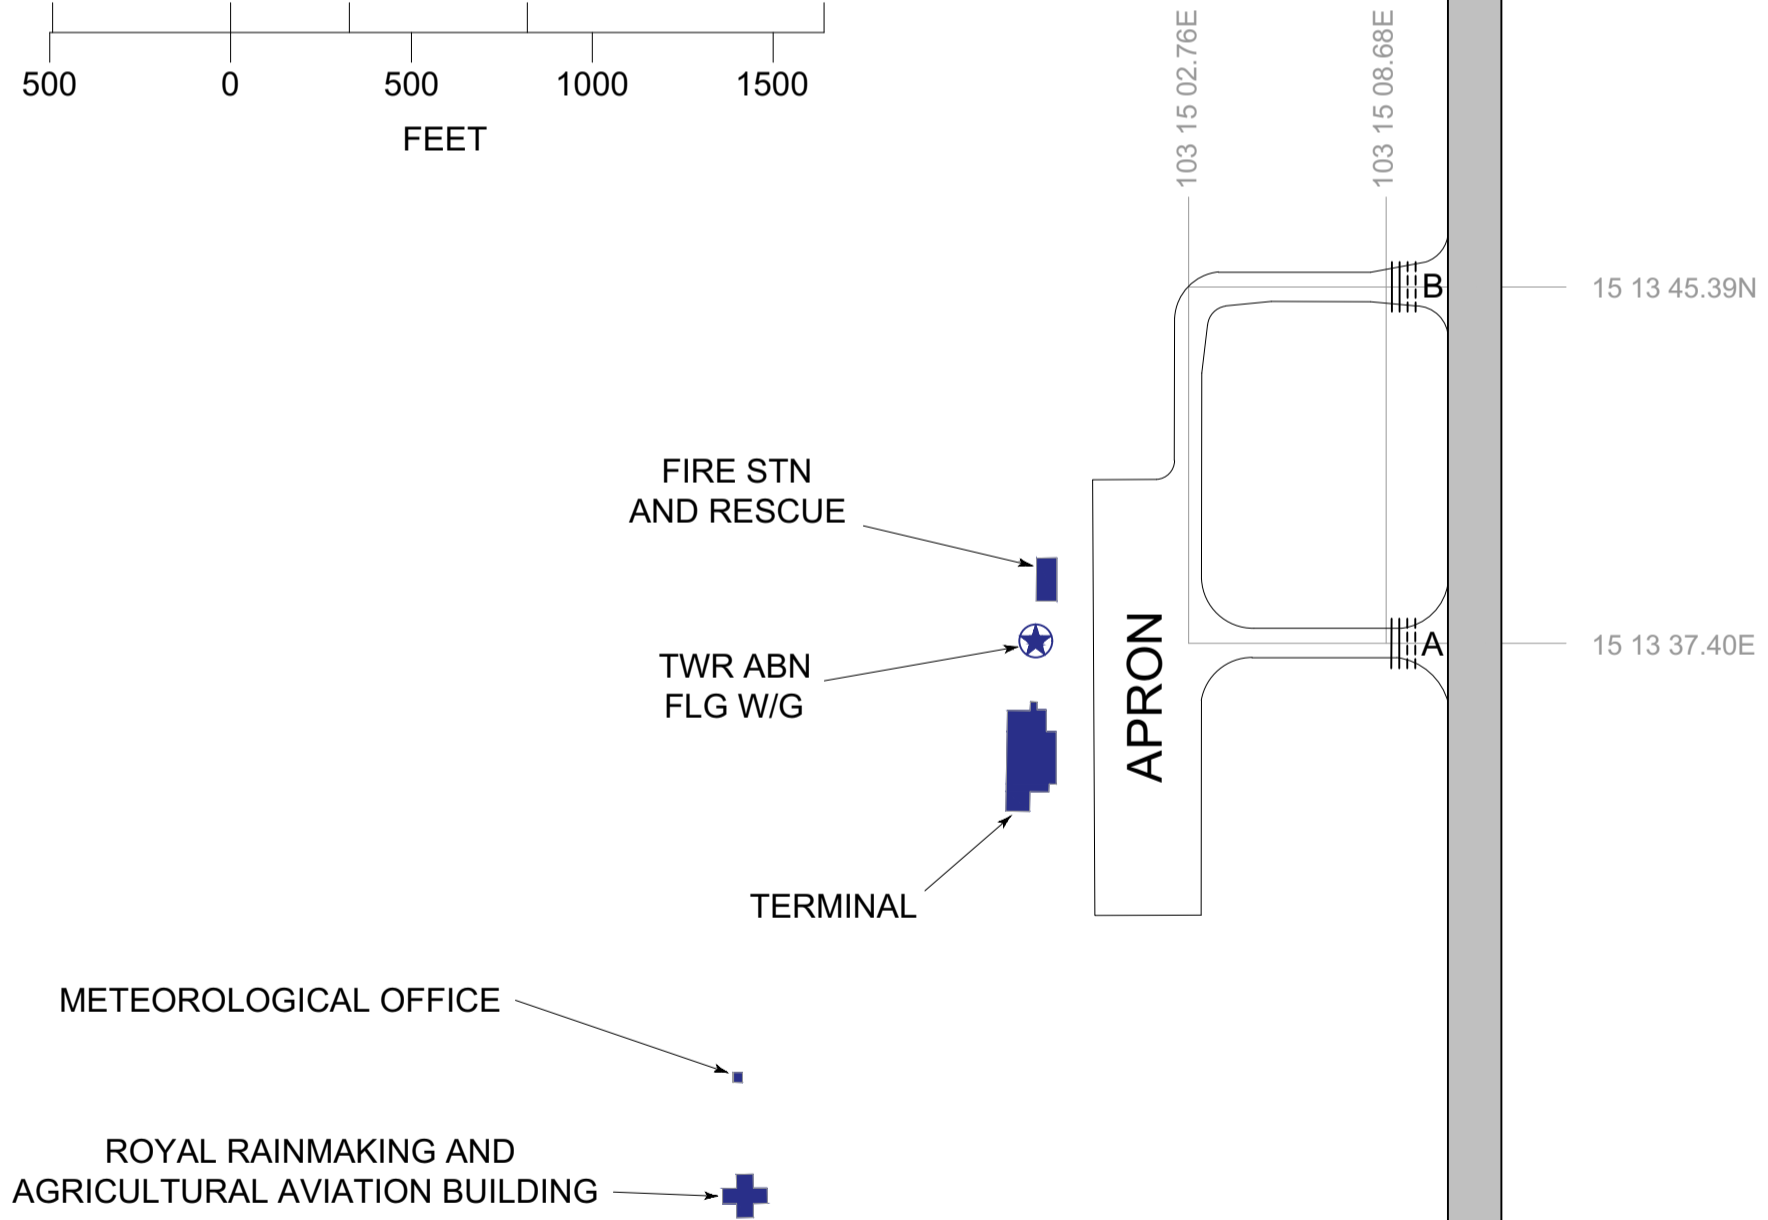 500 0 500 1000 1500
FEET
103 15 02.76E
103 15 08.68E
B
15 13 45.39N
FIRE STN
AND RESCUE
A
15 13 37.40E
TWR ABN
FLG W/G
APRON
TERMINAL
METEOROLOGICAL OFFICE
ROYAL RAINMAKING AND
AGRICULTURAL AVIATION BUILDING